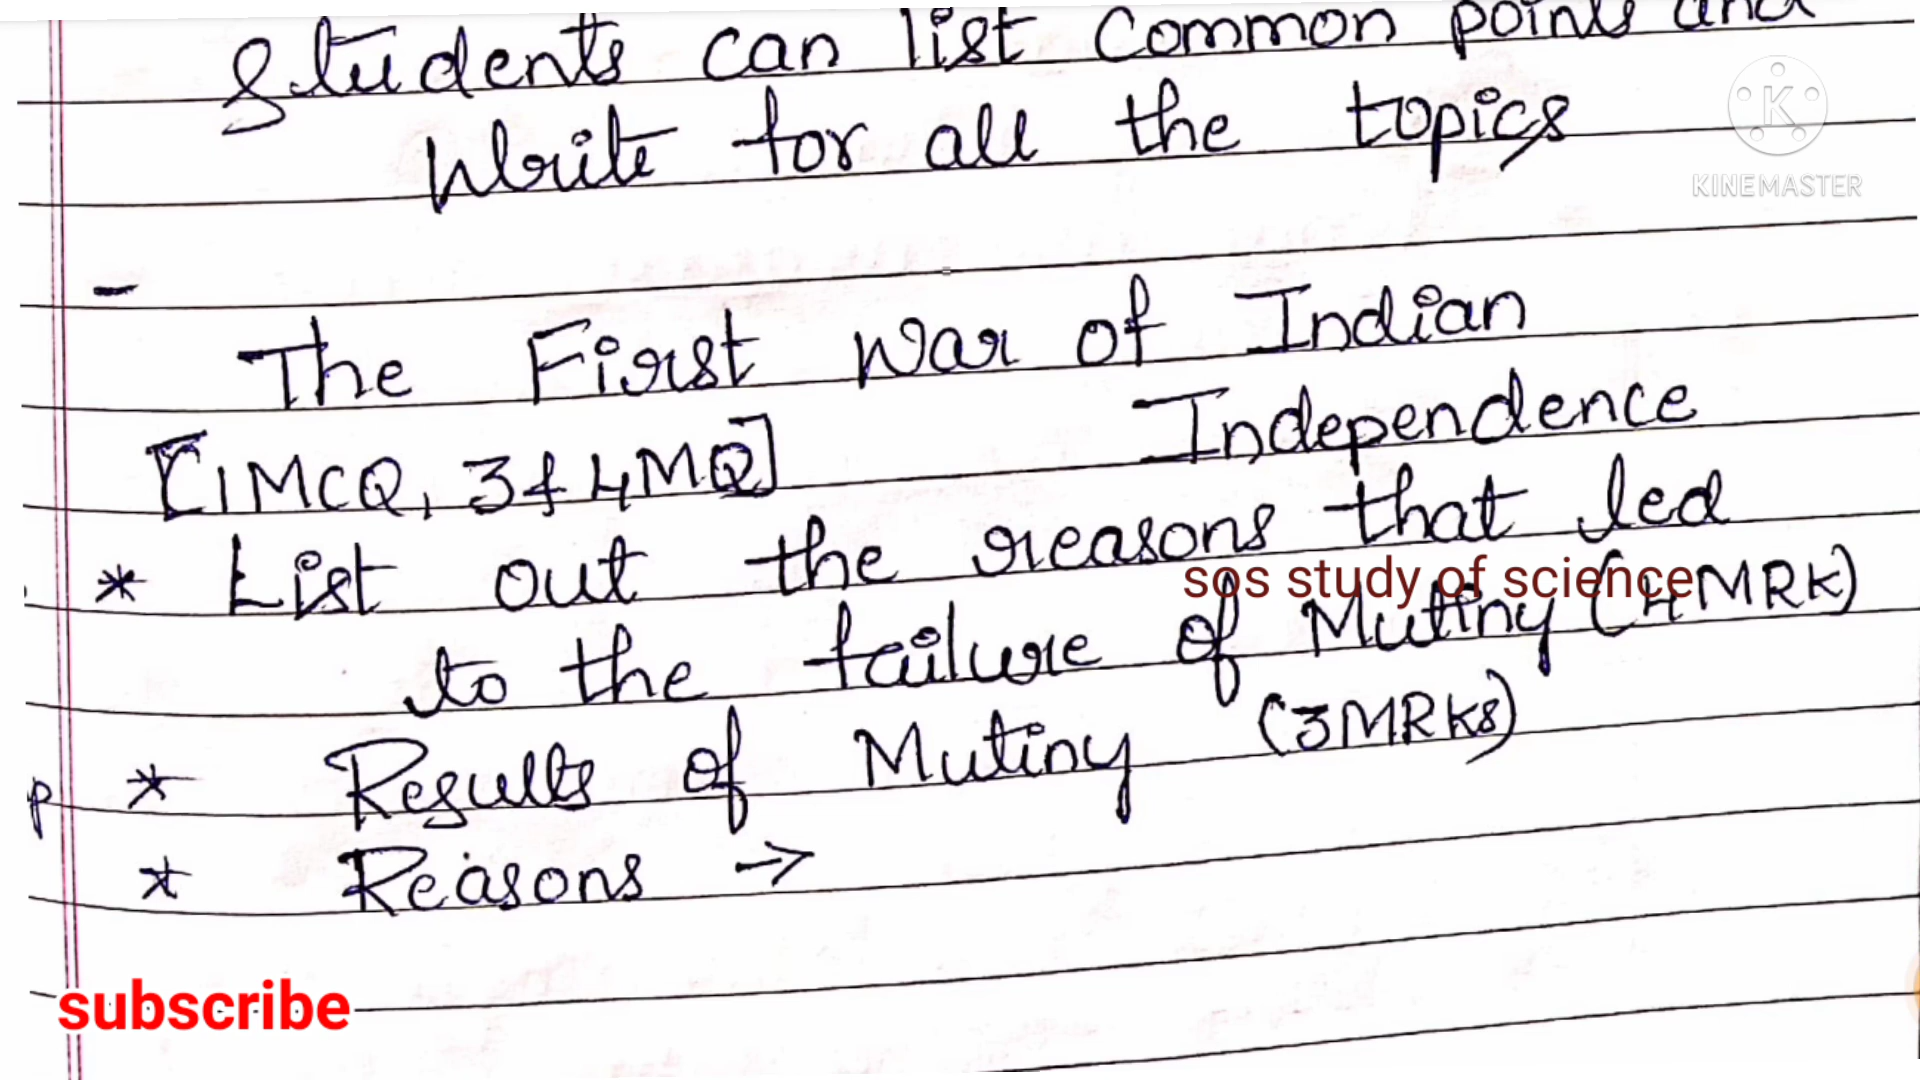 Students can list Common points and
Write for all the topics
KINEMASTER
-
The First War of Indian
Independence
[1MCQ, 3 & 4MQ]
* List out the reasons that led
sos study of science
to the failure of Mutiny (4MRK)
* Results of Mutiny (3MRKs)
P
* Reasons →
subscribe